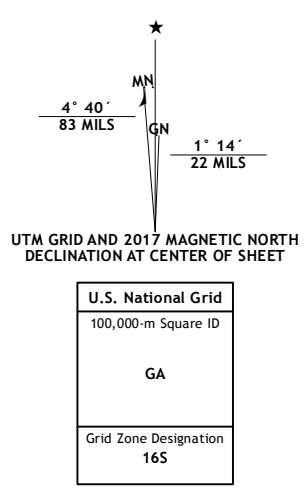 ★
MN
4° 40´
83 MILS
GN
1° 14´
22 MILS
UTM GRID AND 2017 MAGNETIC NORTH
DECLINATION AT CENTER OF SHEET
U.S. National Grid
100,000-m Square ID
GA
Grid Zone Designation
16S